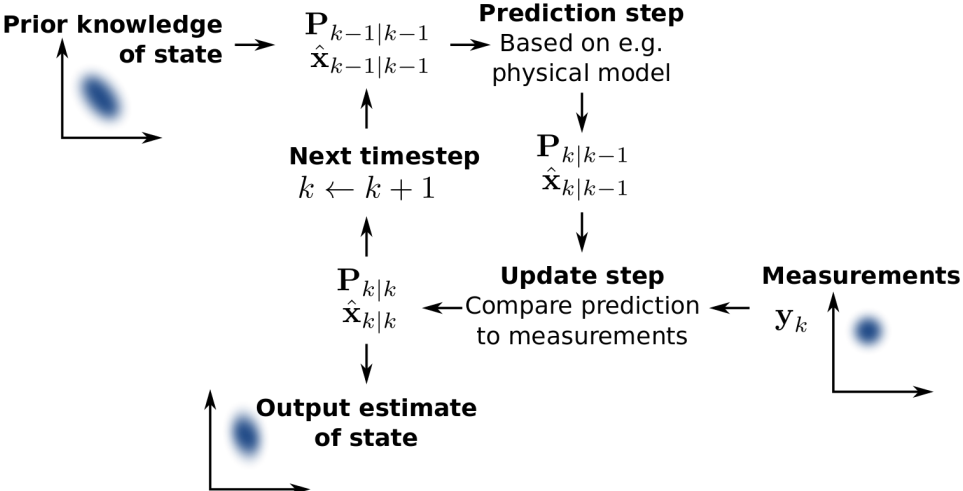 Prior knowledge
of state
P_{k−1|k−1}
x̂_{k−1|k−1}
Prediction step
Based on e.g.
physical model
Next timestep
k ← k + 1
P_{k|k−1}
x̂_{k|k−1}
P_{k|k}
x̂_{k|k}
Update step
Compare prediction
to measurements
Measurements
y_k
Output estimate
of state